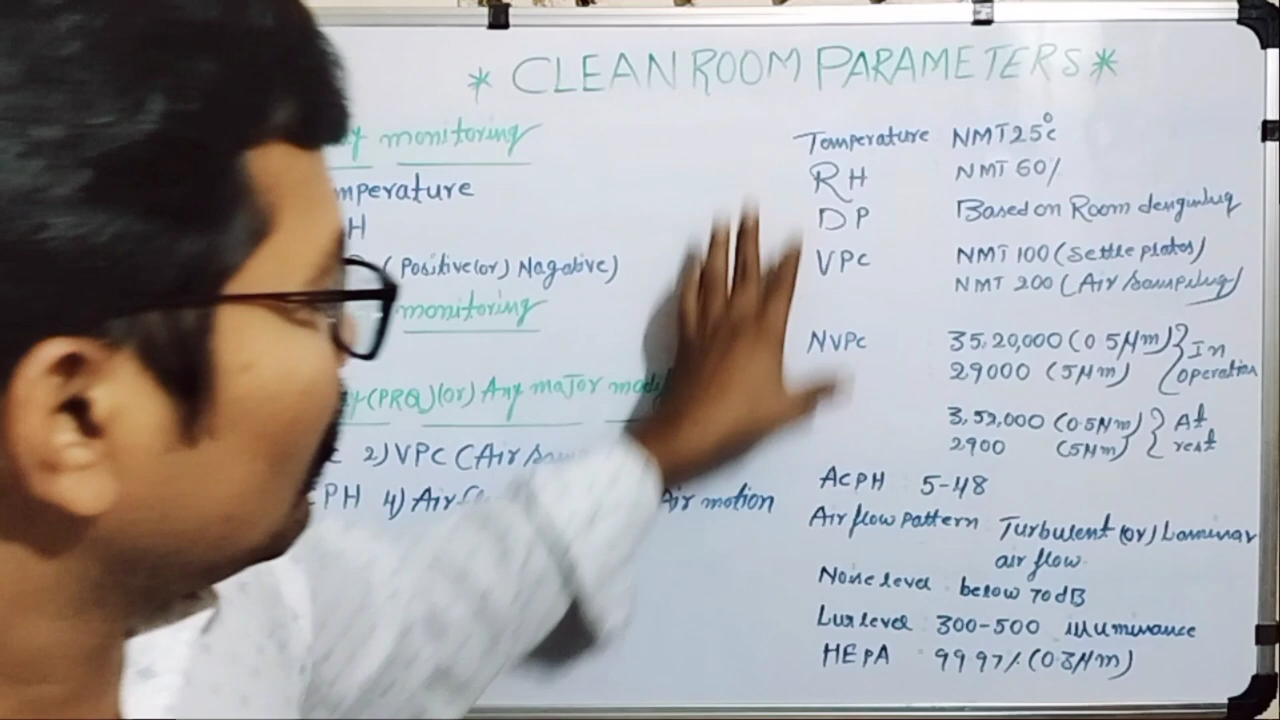 * CLEAN ROOM PARAMETERS *
monitoring
mperature
H
(Positive(or) Nagative)
monitoring
(PRQ)(or) Any major
2) VPC (Air
PH 4) Air motion
Temperature NMT 25°c
RH NMT 60%
DP Based on Room
VPC NMT 100 (Settle plates)
NMT 200 (Air Sampling)
NVPC 35,20,000 (0.5µm) } In
29000 (5µm) operation
3,52,000 (0.5µm) } At
2900 (5µm) rest
ACPH 5-48
Air flow pattern Turbulent (or) Laminar
air flow
Noise level below 70dB
Lux level 300-500 illuminance
HEPA 99.97% (0.3µm)